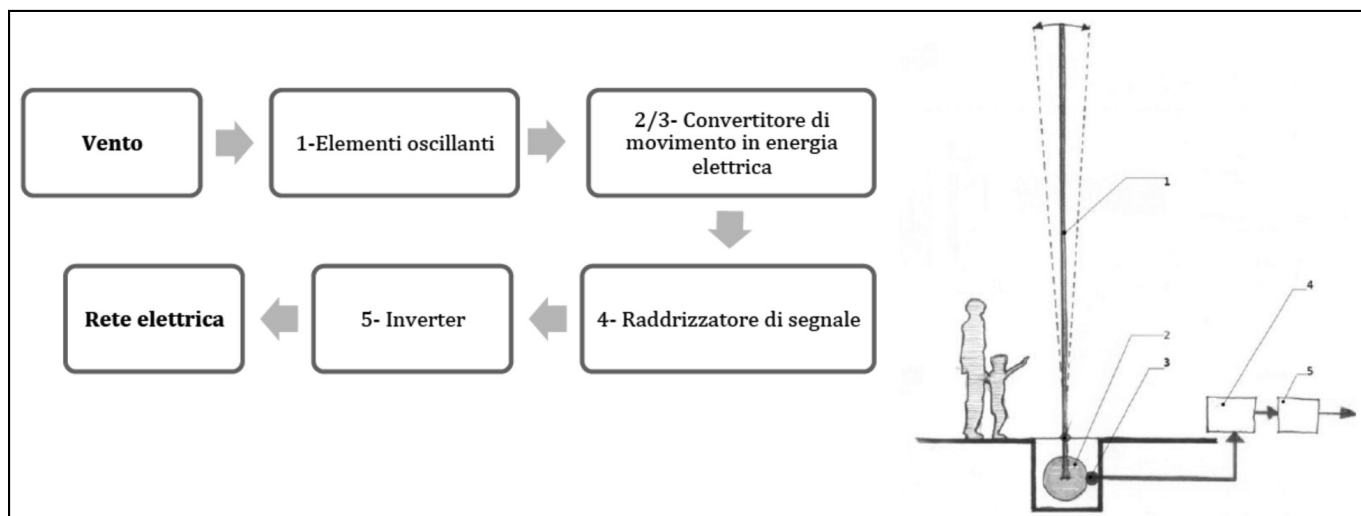 Vento
1-Elementi oscillanti
2/3- Convertitore di
movimento in energia
elettrica
4- Raddrizzatore di segnale
5- Inverter
Rete elettrica
1
2
3
4
5